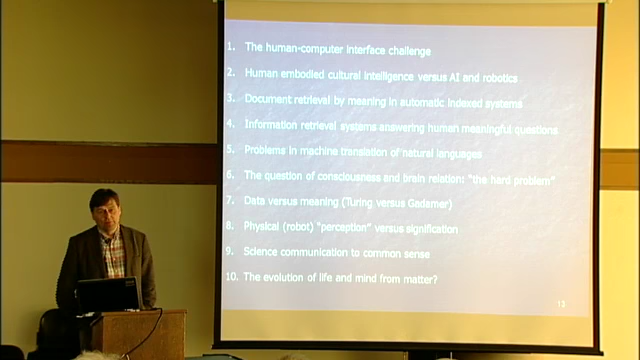 1. The human-computer interface challenge
2. Human embodied cultural intelligence versus AI and robotics
3. Document retrieval by meaning in automatic indexed systems
4. Information retrieval systems answering human meaningful questions
5. Problems in machine translation of natural languages
6. The question of consciousness and brain relation: "the hard problem"
7. Data versus meaning (Turing versus Gadamer)
8. Physical (robot) "perception" versus signification
9. Science communication to common sense
10. The evolution of life and mind from matter?
13